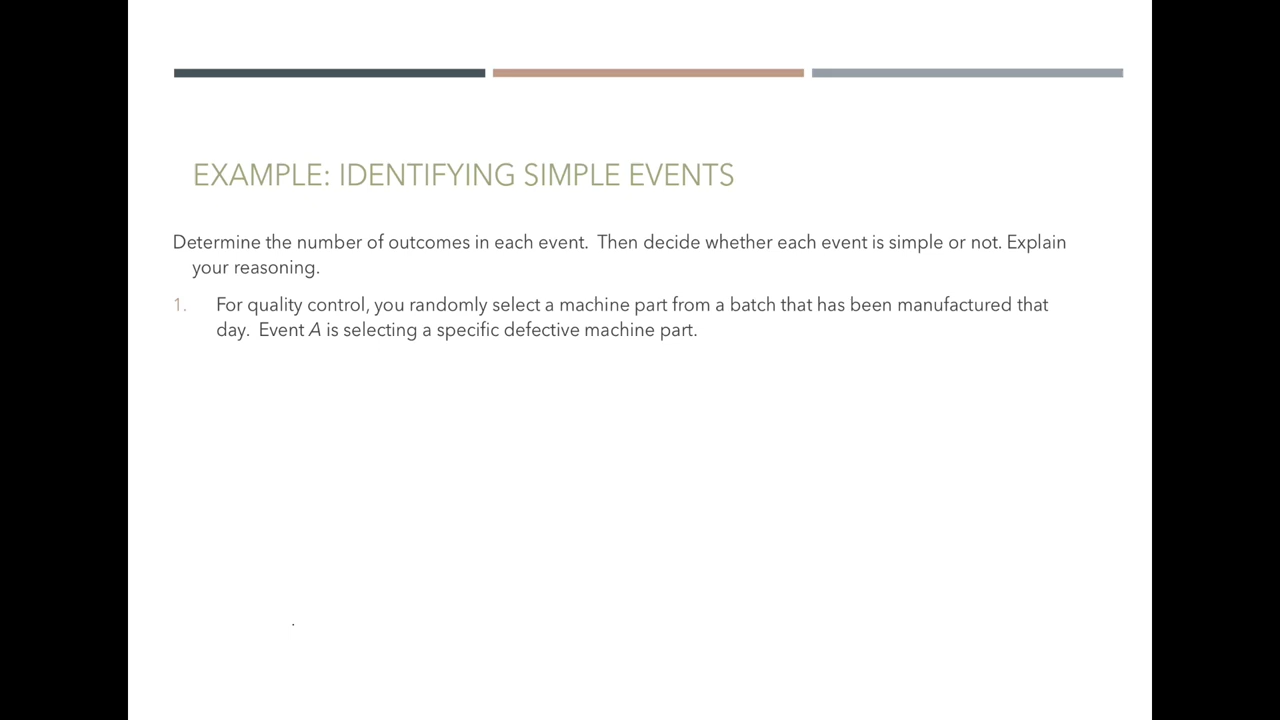 EXAMPLE: IDENTIFYING SIMPLE EVENTS
Determine the number of outcomes in each event.  Then decide whether each event is simple or not. Explain
your reasoning.
1. For quality control, you randomly select a machine part from a batch that has been manufactured that
day.  Event A is selecting a specific defective machine part.
.